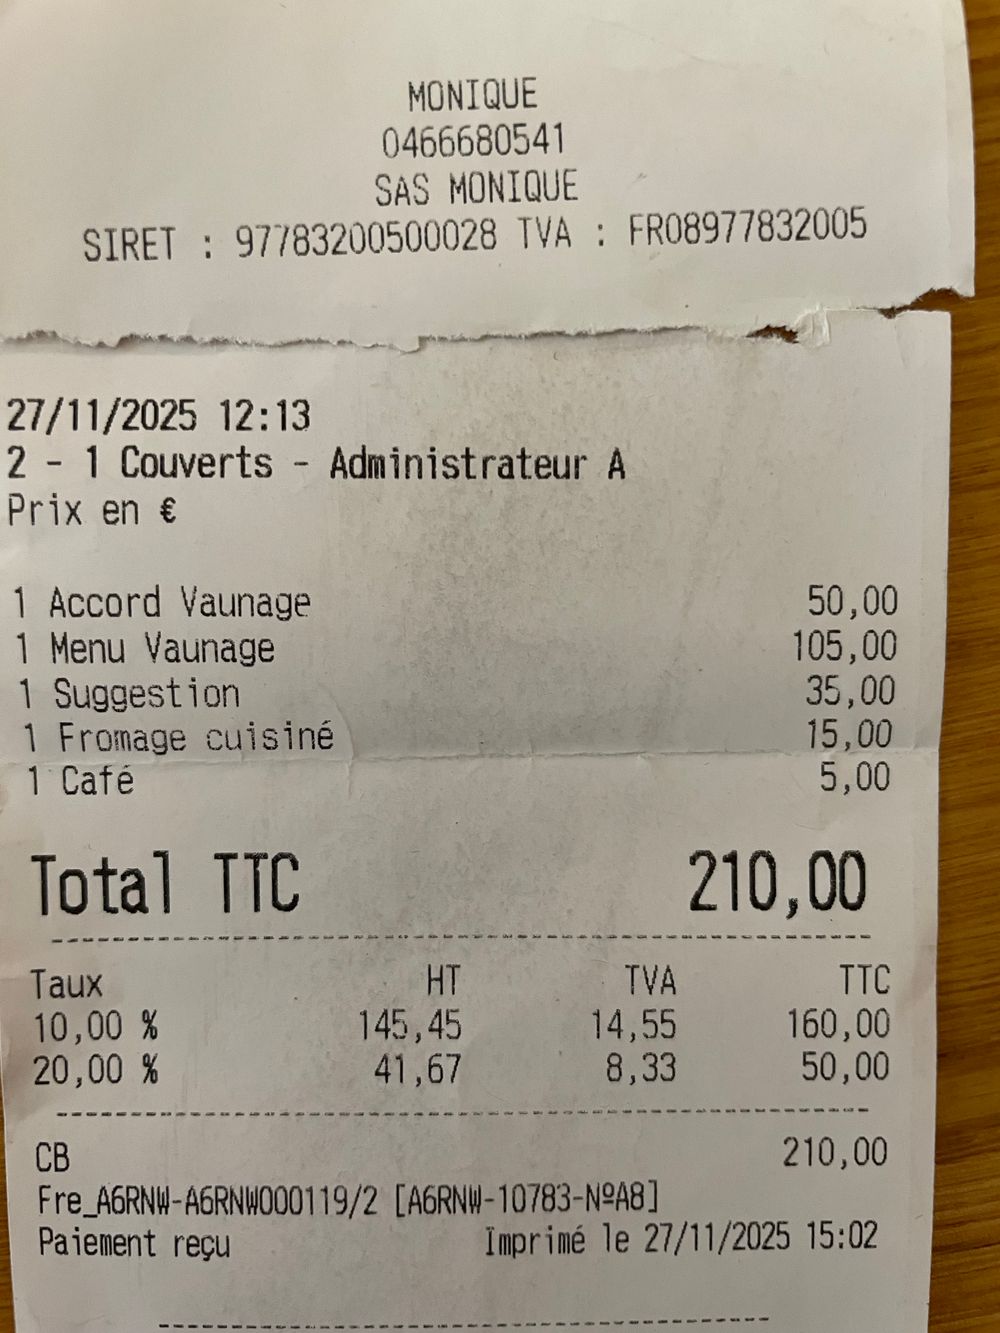 MONIQUE
0466680541
SAS MONIQUE
SIRET : 97783200500028 TVA : FR08977832005
27/11/2025 12:13
2 - 1 Couverts - Administrateur A
Prix en €
1 Accord Vaunage 50,00
1 Menu Vaunage 105,00
1 Suggestion 35,00
1 Fromage cuisiné 15,00
1 Café 5,00
Total TTC 210,00
Taux HT TVA TTC
10,00 % 145,45 14,55 160,00
20,00 % 41,67 8,33 50,00
CB 210,00
Fre_A6RNW-A6RNW000119/2 [A6RNW-10783-NºA8]
Paiement reçu Imprimé le 27/11/2025 15:02